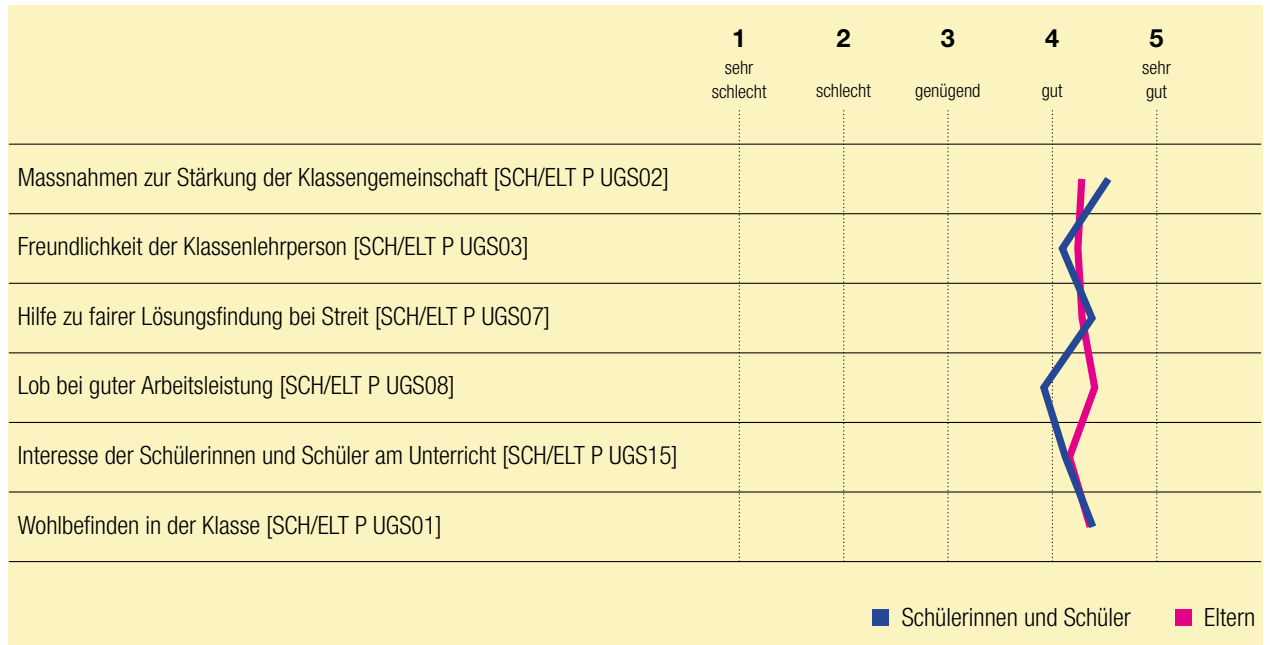 1 2 3 4 5
sehr schlecht schlecht genügend gut sehr gut
Massnahmen zur Stärkung der Klassengemeinschaft [SCH/ELT P UGS02]
Freundlichkeit der Klassenlehrperson [SCH/ELT P UGS03]
Hilfe zu fairer Lösungsfindung bei Streit [SCH/ELT P UGS07]
Lob bei guter Arbeitsleistung [SCH/ELT P UGS08]
Interesse der Schülerinnen und Schüler am Unterricht [SCH/ELT P UGS15]
Wohlbefinden in der Klasse [SCH/ELT P UGS01]
Schülerinnen und Schüler Eltern